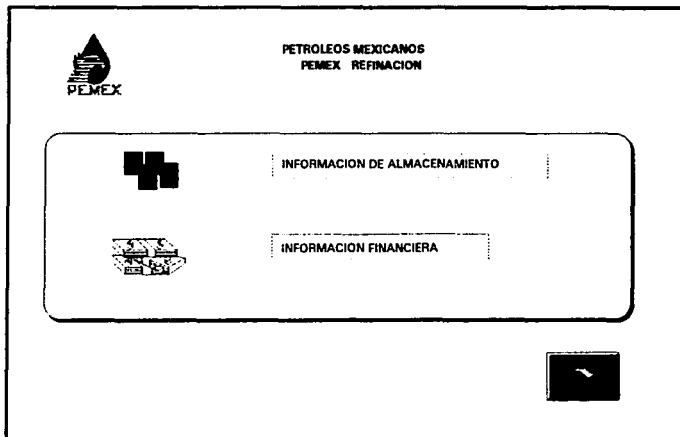 PETROLEOS MEXICANOS
PEMEX REFINACION
PEMEX
INFORMACION DE ALMACENAMIENTO
INFORMACION FINANCIERA